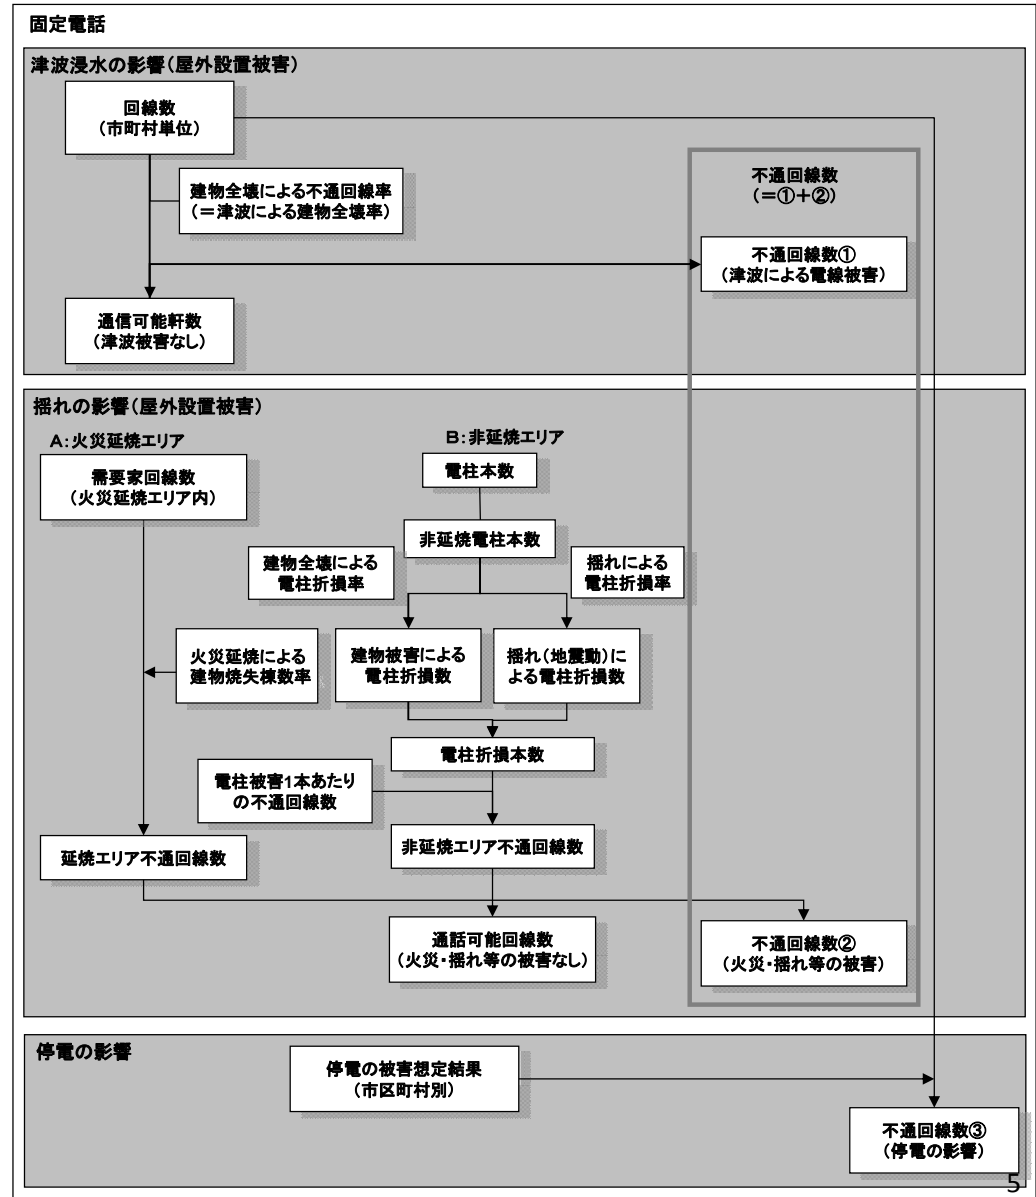 固定電話
津波浸水の影響(屋外設置被害)
回線数
(市町村単位)
建物全壊による不通回線率
(=津波による建物全壊率)
不通回線数
(=①+②)
不通回線数①
(津波による電線被害)
通信可能軒数
(津波被害なし)
揺れの影響(屋外設置被害)
A:火災延焼エリア
B:非延焼エリア
需要家回線数
(火災延焼エリア内)
電柱本数
非延焼電柱本数
建物全壊による
電柱折損率
揺れによる
電柱折損率
火災延焼による
建物焼失棟数率
建物被害による
電柱折損数
揺れ(地震動)に
よる電柱折損数
電柱折損本数
電柱被害1本あたり
の不通回線数
延焼エリア不通回線数
非延焼エリア不通回線数
通話可能回線数
(火災・揺れ等の被害なし)
不通回線数②
(火災・揺れ等の被害)
停電の影響
停電の被害想定結果
(市区町村別)
不通回線数③
(停電の影響)
5